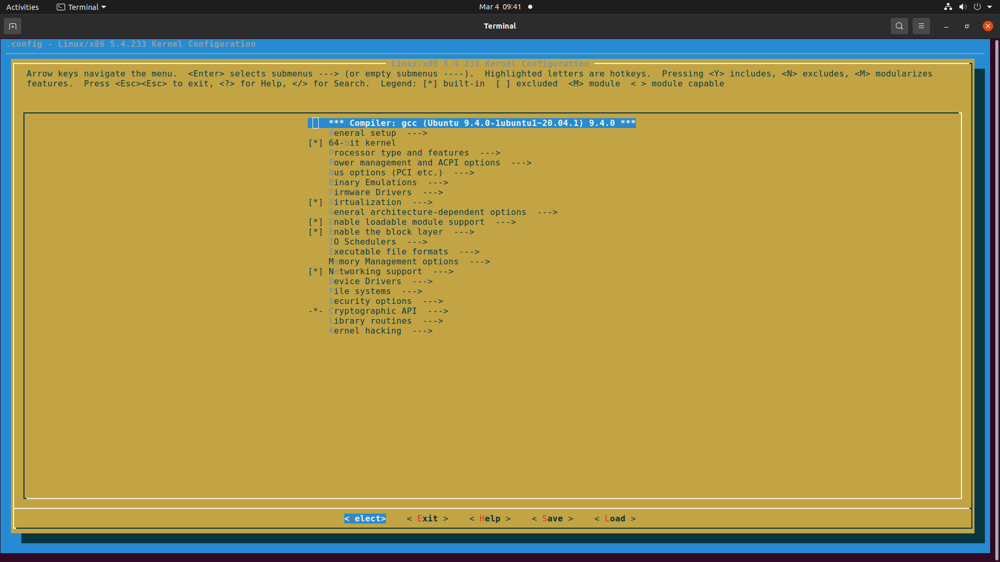 Activities Terminal Mar 4 09:41
Terminal
.config - Linux/x86 5.4.233 Kernel Configuration
Linux/x86 5.4.233 Kernel Configuration
Arrow keys navigate the menu.  <Enter> selects submenus ---> (or empty submenus ----).  Highlighted letters are hotkeys.  Pressing <Y> includes, <N> excludes, <M> modularizes
features.  Press <Esc><Esc> to exit, <?> for Help, </> for Search.  Legend: [*] built-in  [ ] excluded  <M> module  < > module capable
*** Compiler: gcc (Ubuntu 9.4.0-1ubuntu1~20.04.1) 9.4.0 ***
General setup  --->
[*] 64-bit kernel
Processor type and features  --->
Power management and ACPI options  --->
Bus options (PCI etc.)  --->
Binary Emulations  --->
Firmware Drivers  --->
[*] Virtualization  --->
General architecture-dependent options  --->
[*] Enable loadable module support  --->
[*] Enable the block layer  --->
IO Schedulers  --->
Executable file formats  --->
Memory Management options  --->
[*] Networking support  --->
Device Drivers  --->
File systems  --->
Security options  --->
-*- Cryptographic API  --->
Library routines  --->
Kernel hacking  --->
<Select>    < Exit >    < Help >    < Save >    < Load >